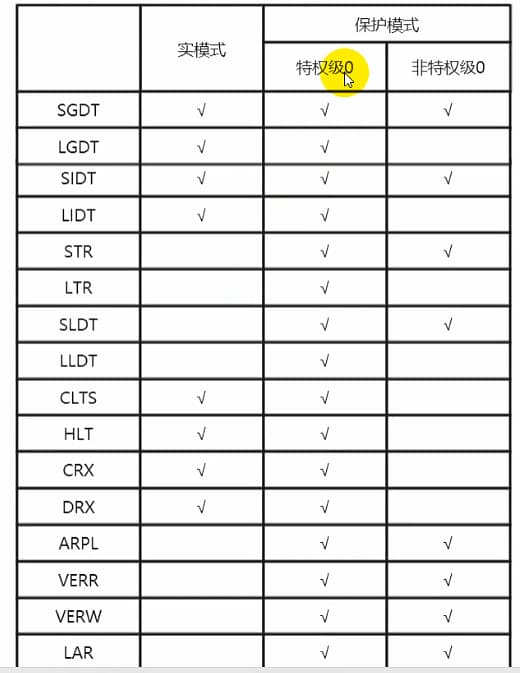 实模式 保护模式
特权级0 非特权级0
SGDT √ √ √
LGDT √ √
SIDT √ √ √
LIDT √ √
STR √ √
LTR √
SLDT √ √
LLDT √
CLTS √ √
HLT √ √
CRX √ √
DRX √ √
ARPL √ √
VERR √ √
VERW √ √
LAR √ √